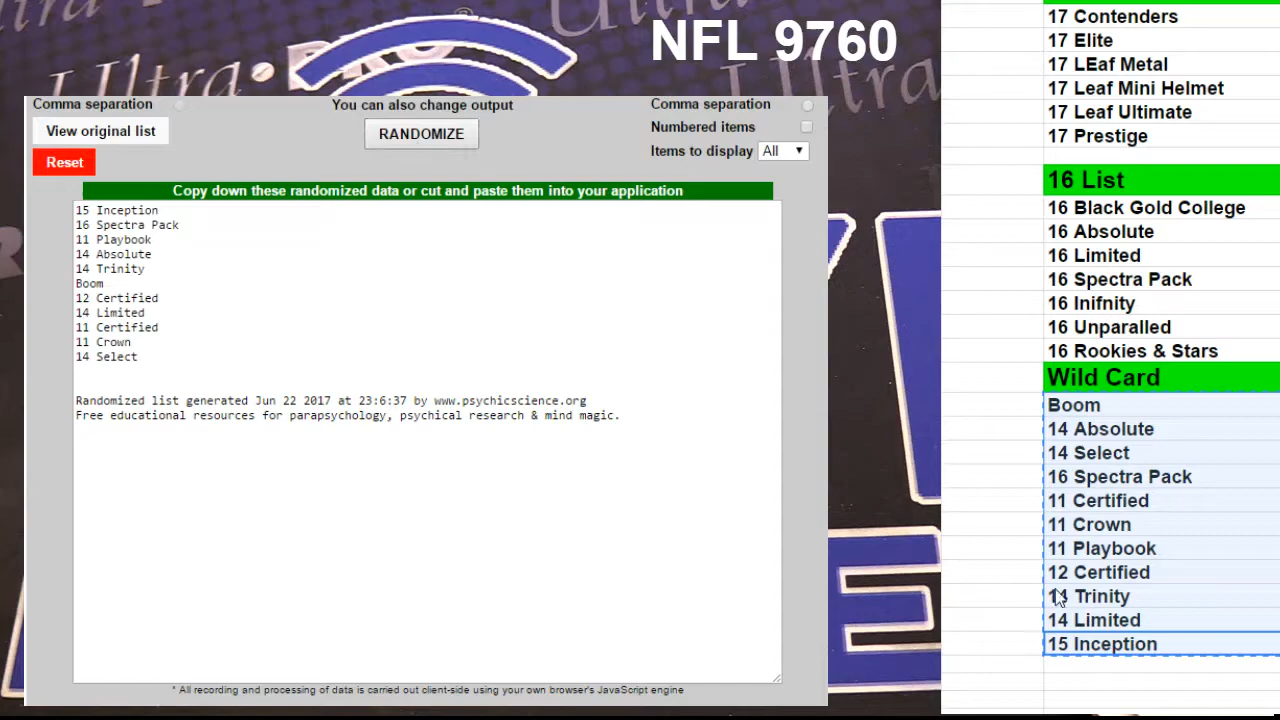 NFL 9760
Ultra PRO
Ultra
Comma separation
You can also change output
Comma separation
View original list
RANDOMIZE
Numbered items
Reset
Items to display All
Copy down these randomized data or cut and paste them into your application
15 Inception
16 Spectra Pack
11 Playbook
14 Absolute
14 Trinity
Boom
12 Certified
14 Limited
11 Certified
11 Crown
14 Select
Randomized list generated Jun 22 2017 at 23:6:37 by www.psychicscience.org
Free educational resources for parapsychology, psychical research & mind magic.
* All recording and processing of data is carried out client-side using your own browser's JavaScript engine
17 Contenders
17 Elite
17 LEaf Metal
17 Leaf Mini Helmet
17 Leaf Ultimate
17 Prestige
16 List
16 Black Gold College
16 Absolute
16 Limited
16 Spectra Pack
16 Inifnity
16 Unparalled
16 Rookies & Stars
Wild Card
Boom
14 Absolute
14 Select
16 Spectra Pack
11 Certified
11 Crown
11 Playbook
12 Certified
14 Trinity
14 Limited
15 Inception